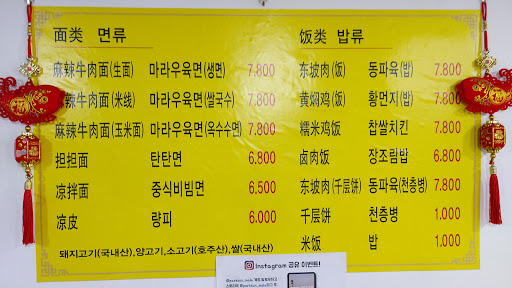 面类 면류
麻辣牛肉面(生面) 마라우육면(생면) 7.800
麻辣牛肉面(米线) 마라우육면(쌀국수) 7.800
麻辣牛肉面(玉米面) 마라우육면(옥수수면) 7.800
担担面 탄탄면 6.800
凉拌面 중식비빔면 6,500
凉皮 량피 6.000
돼지고기(국내산),양고기,소고기(호주산),쌀(국내산)
饭类 밥류
东坡肉(饭) 동파육(밥) 7.800
黄焖鸡(饭) 황먼지(밥) 7.800
糯米鸡饭 찹쌀치킨 7.800
卤肉饭 장조림밥 6.800
东坡肉(千层饼) 동파육(천층병) 7.800
千层饼 천층병 1.000
米饭 밥 1,000
Instagram 공유 이벤트!